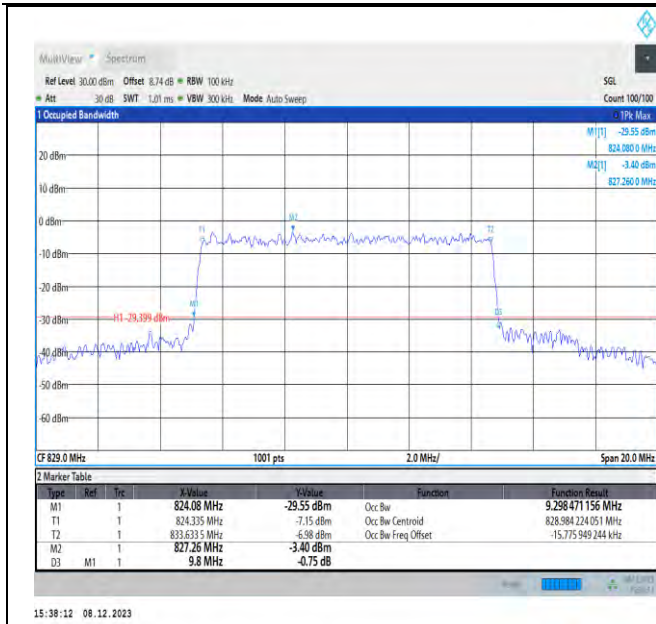 MultiView Spectrum
Ref Level 30.00 dBm Offset 8.74 dB RBW 100 kHz SGL
Att 30 dB SWT 1.01 ms VBW 300 kHz Mode Auto Sweep Count 100/100
1 Occupied Bandwidth 1Pk Max
M1[1] -29.55 dBm
824.080 0 MHz
M2[1] -3.40 dBm
827.260 0 MHz
20 dBm
10 dBm
0 dBm
T1 M2 T2
-10 dBm
-20 dBm
M1 D3
-30 dBm
H1 -29.399 dBm
-40 dBm
-50 dBm
-60 dBm
CF 829.0 MHz 1001 pts 2.0 MHz/ Span 20.0 MHz
2 Marker Table
Type Ref Trc X-Value Y-Value Function Function Result
M1 1 824.08 MHz -29.55 dBm Occ Bw 9.298 471 156 MHz
T1 1 824.335 MHz -7.15 dBm Occ Bw Centroid 828.984 224 051 MHz
T2 1 833.633 5 MHz -6.98 dBm Occ Bw Freq Offset -15.775 949 244 kHz
M2 1 827.26 MHz -3.40 dBm
D3 M1 1 9.8 MHz -0.75 dB
15:38:12 08.12.2023